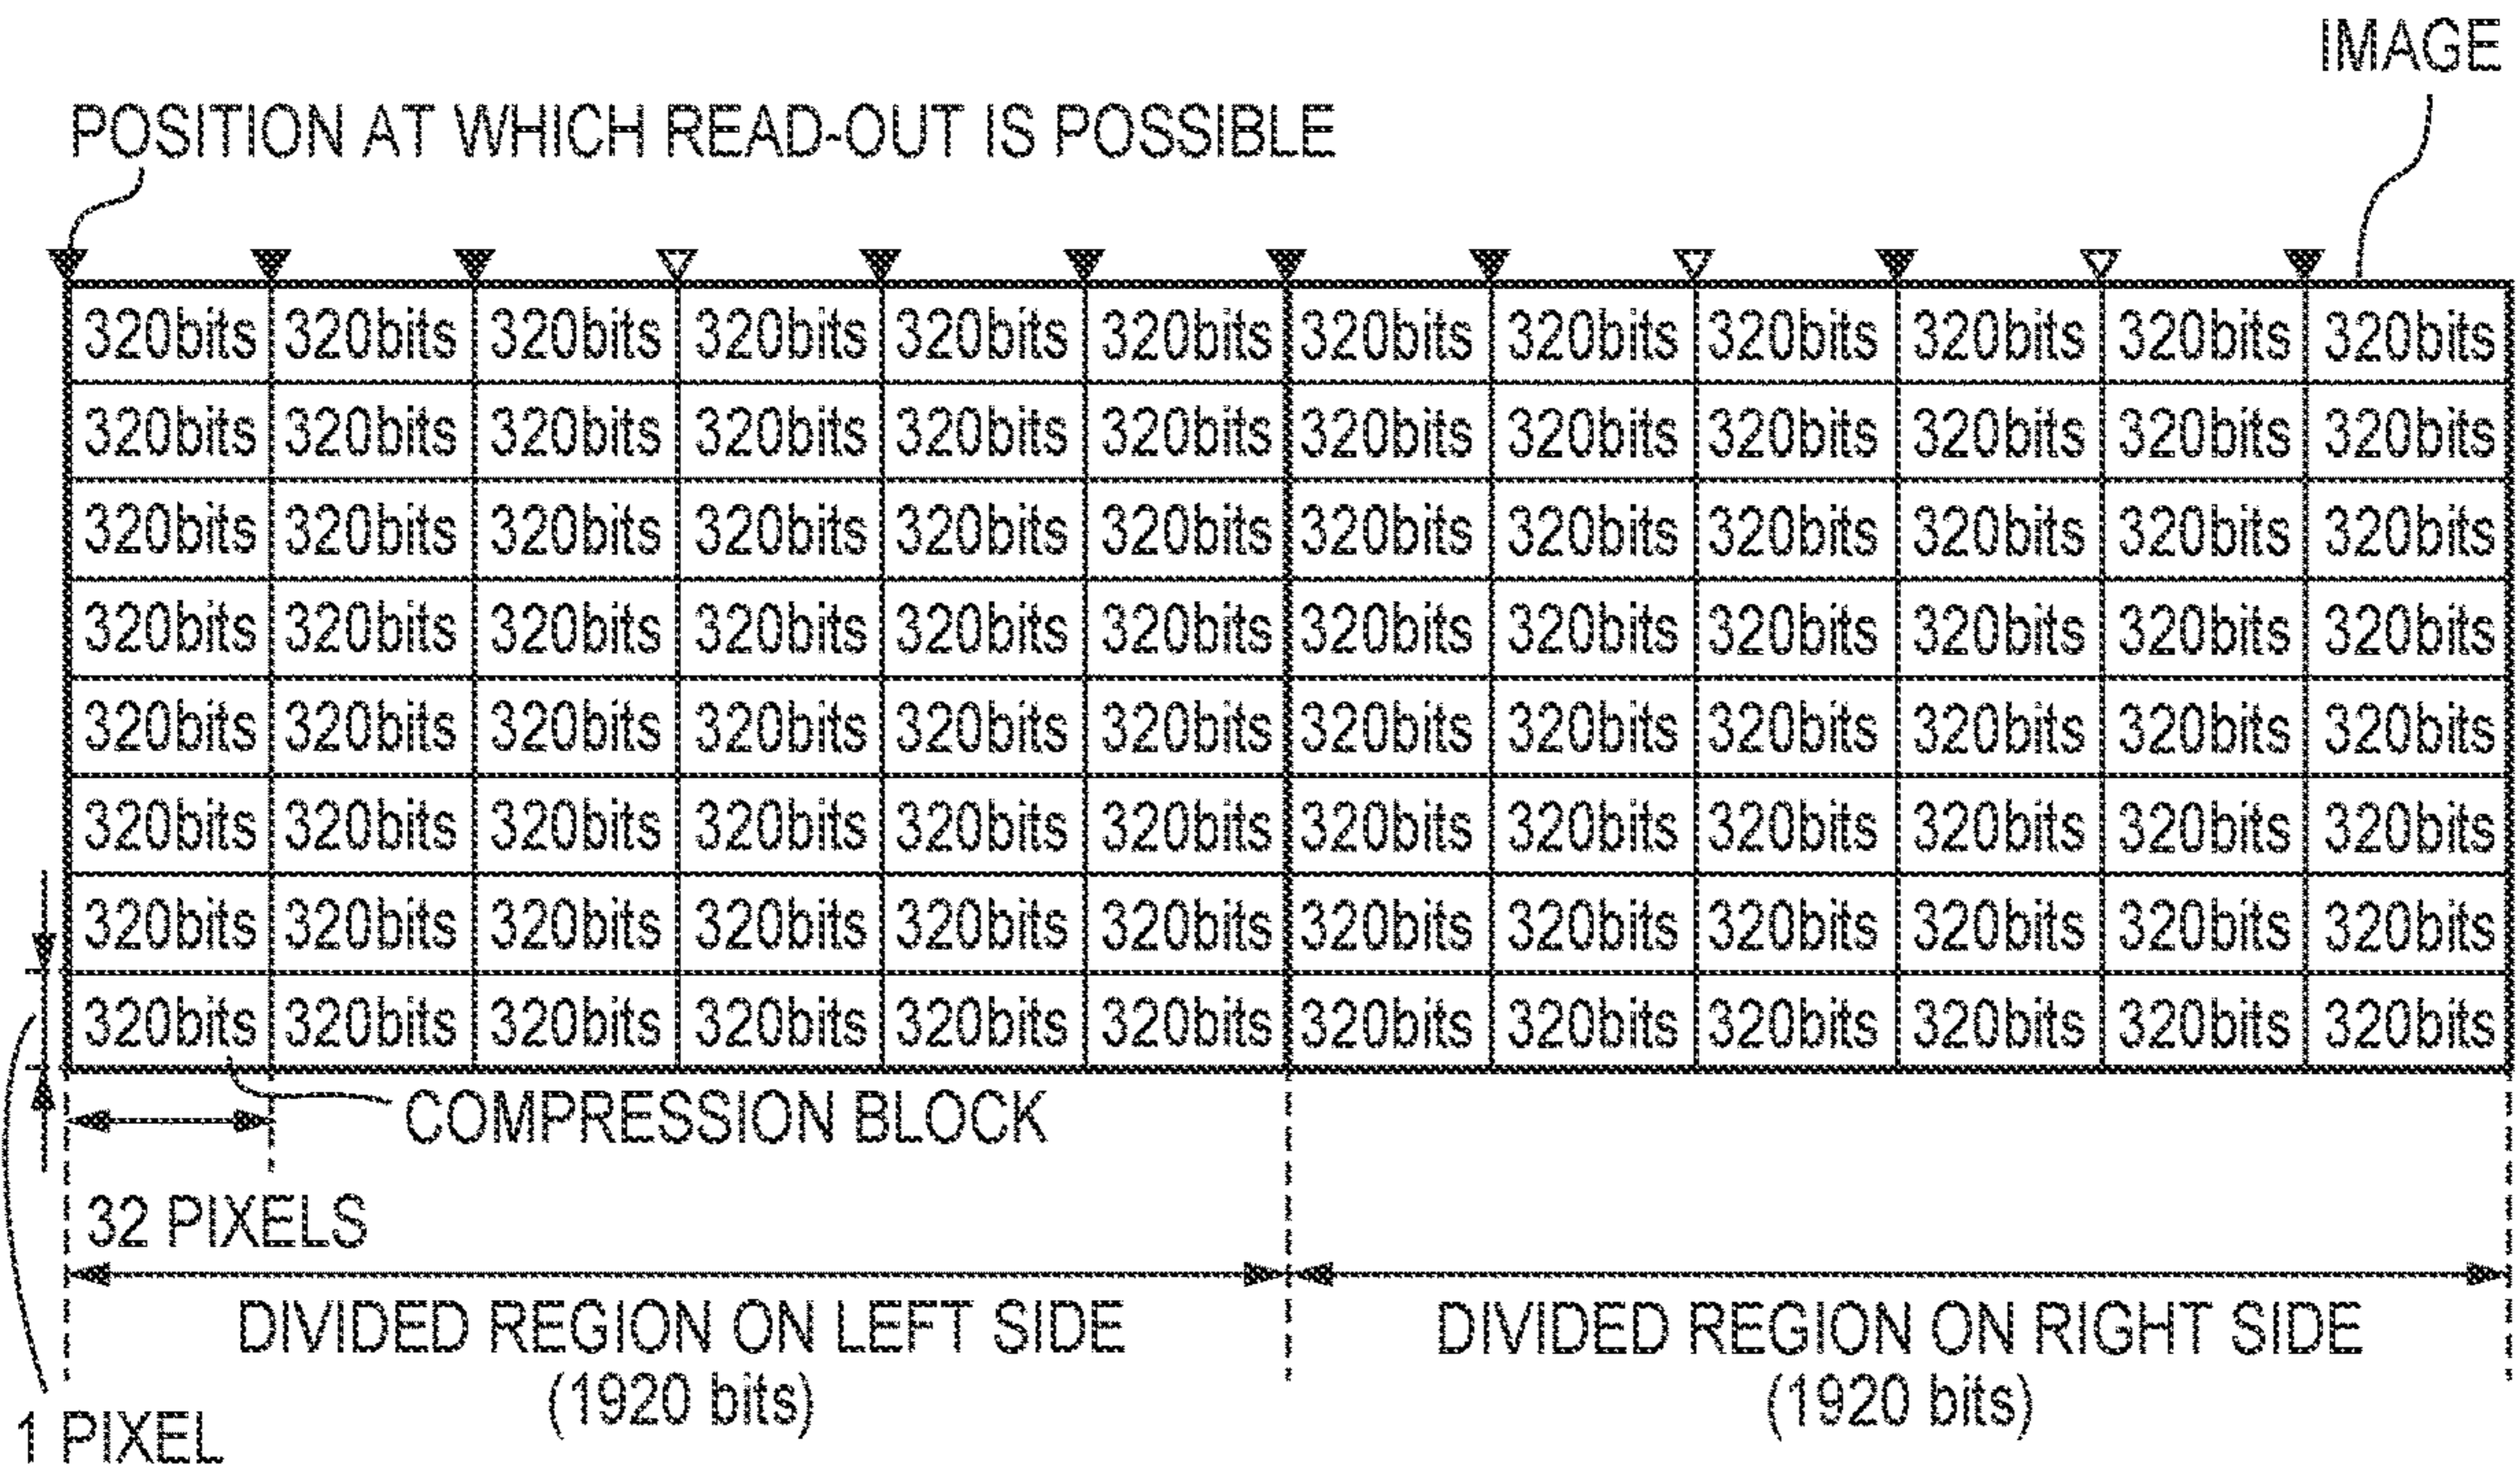 IMAGE
POSITION AT WHICH READ-OUT IS POSSIBLE
320bits 320bits 320bits 320bits 320bits 320bits 320bits 320bits 320bits 320bits 320bits 320bits
320bits 320bits 320bits 320bits 320bits 320bits 320bits 320bits 320bits 320bits 320bits 320bits
320bits 320bits 320bits 320bits 320bits 320bits 320bits 320bits 320bits 320bits 320bits 320bits
320bits 320bits 320bits 320bits 320bits 320bits 320bits 320bits 320bits 320bits 320bits 320bits
320bits 320bits 320bits 320bits 320bits 320bits 320bits 320bits 320bits 320bits 320bits 320bits
320bits 320bits 320bits 320bits 320bits 320bits 320bits 320bits 320bits 320bits 320bits 320bits
320bits 320bits 320bits 320bits 320bits 320bits 320bits 320bits 320bits 320bits 320bits 320bits
320bits 320bits 320bits 320bits 320bits 320bits 320bits 320bits 320bits 320bits 320bits 320bits
COMPRESSION BLOCK
32 PIXELS
DIVIDED REGION ON LEFT SIDE
(1920 bits)
DIVIDED REGION ON RIGHT SIDE
(1920 bits)
1 PIXEL